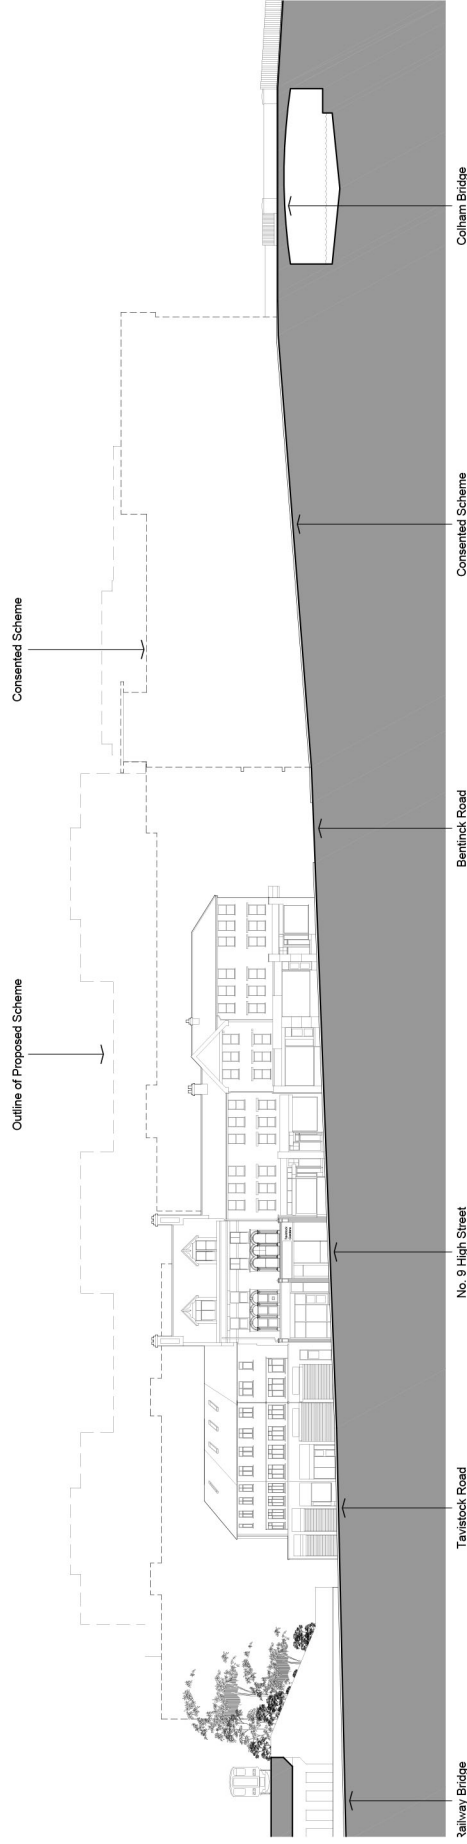 Outline of Proposed Scheme
Consented Scheme
Railway Bridge
Tavistock Road
No. 9 High Street
Bentinck Road
Consented Scheme
Colham Bridge